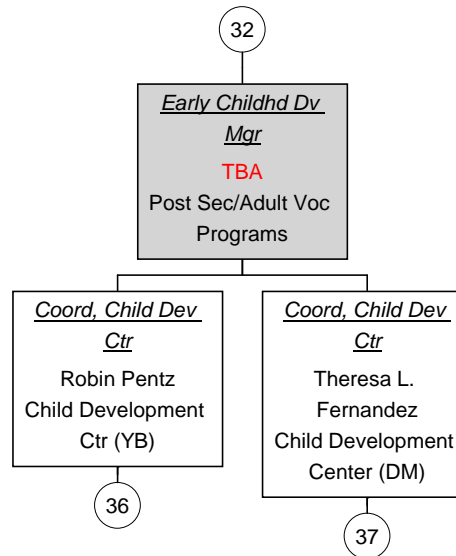 32
Early Childhd Dv
Mgr
TBA
Post Sec/Adult Voc
Programs
Coord, Child Dev
Ctr
Robin Pentz
Child Development
Ctr (YB)
36
Coord, Child Dev
Ctr
Theresa L.
Fernandez
Child Development
Center (DM)
37